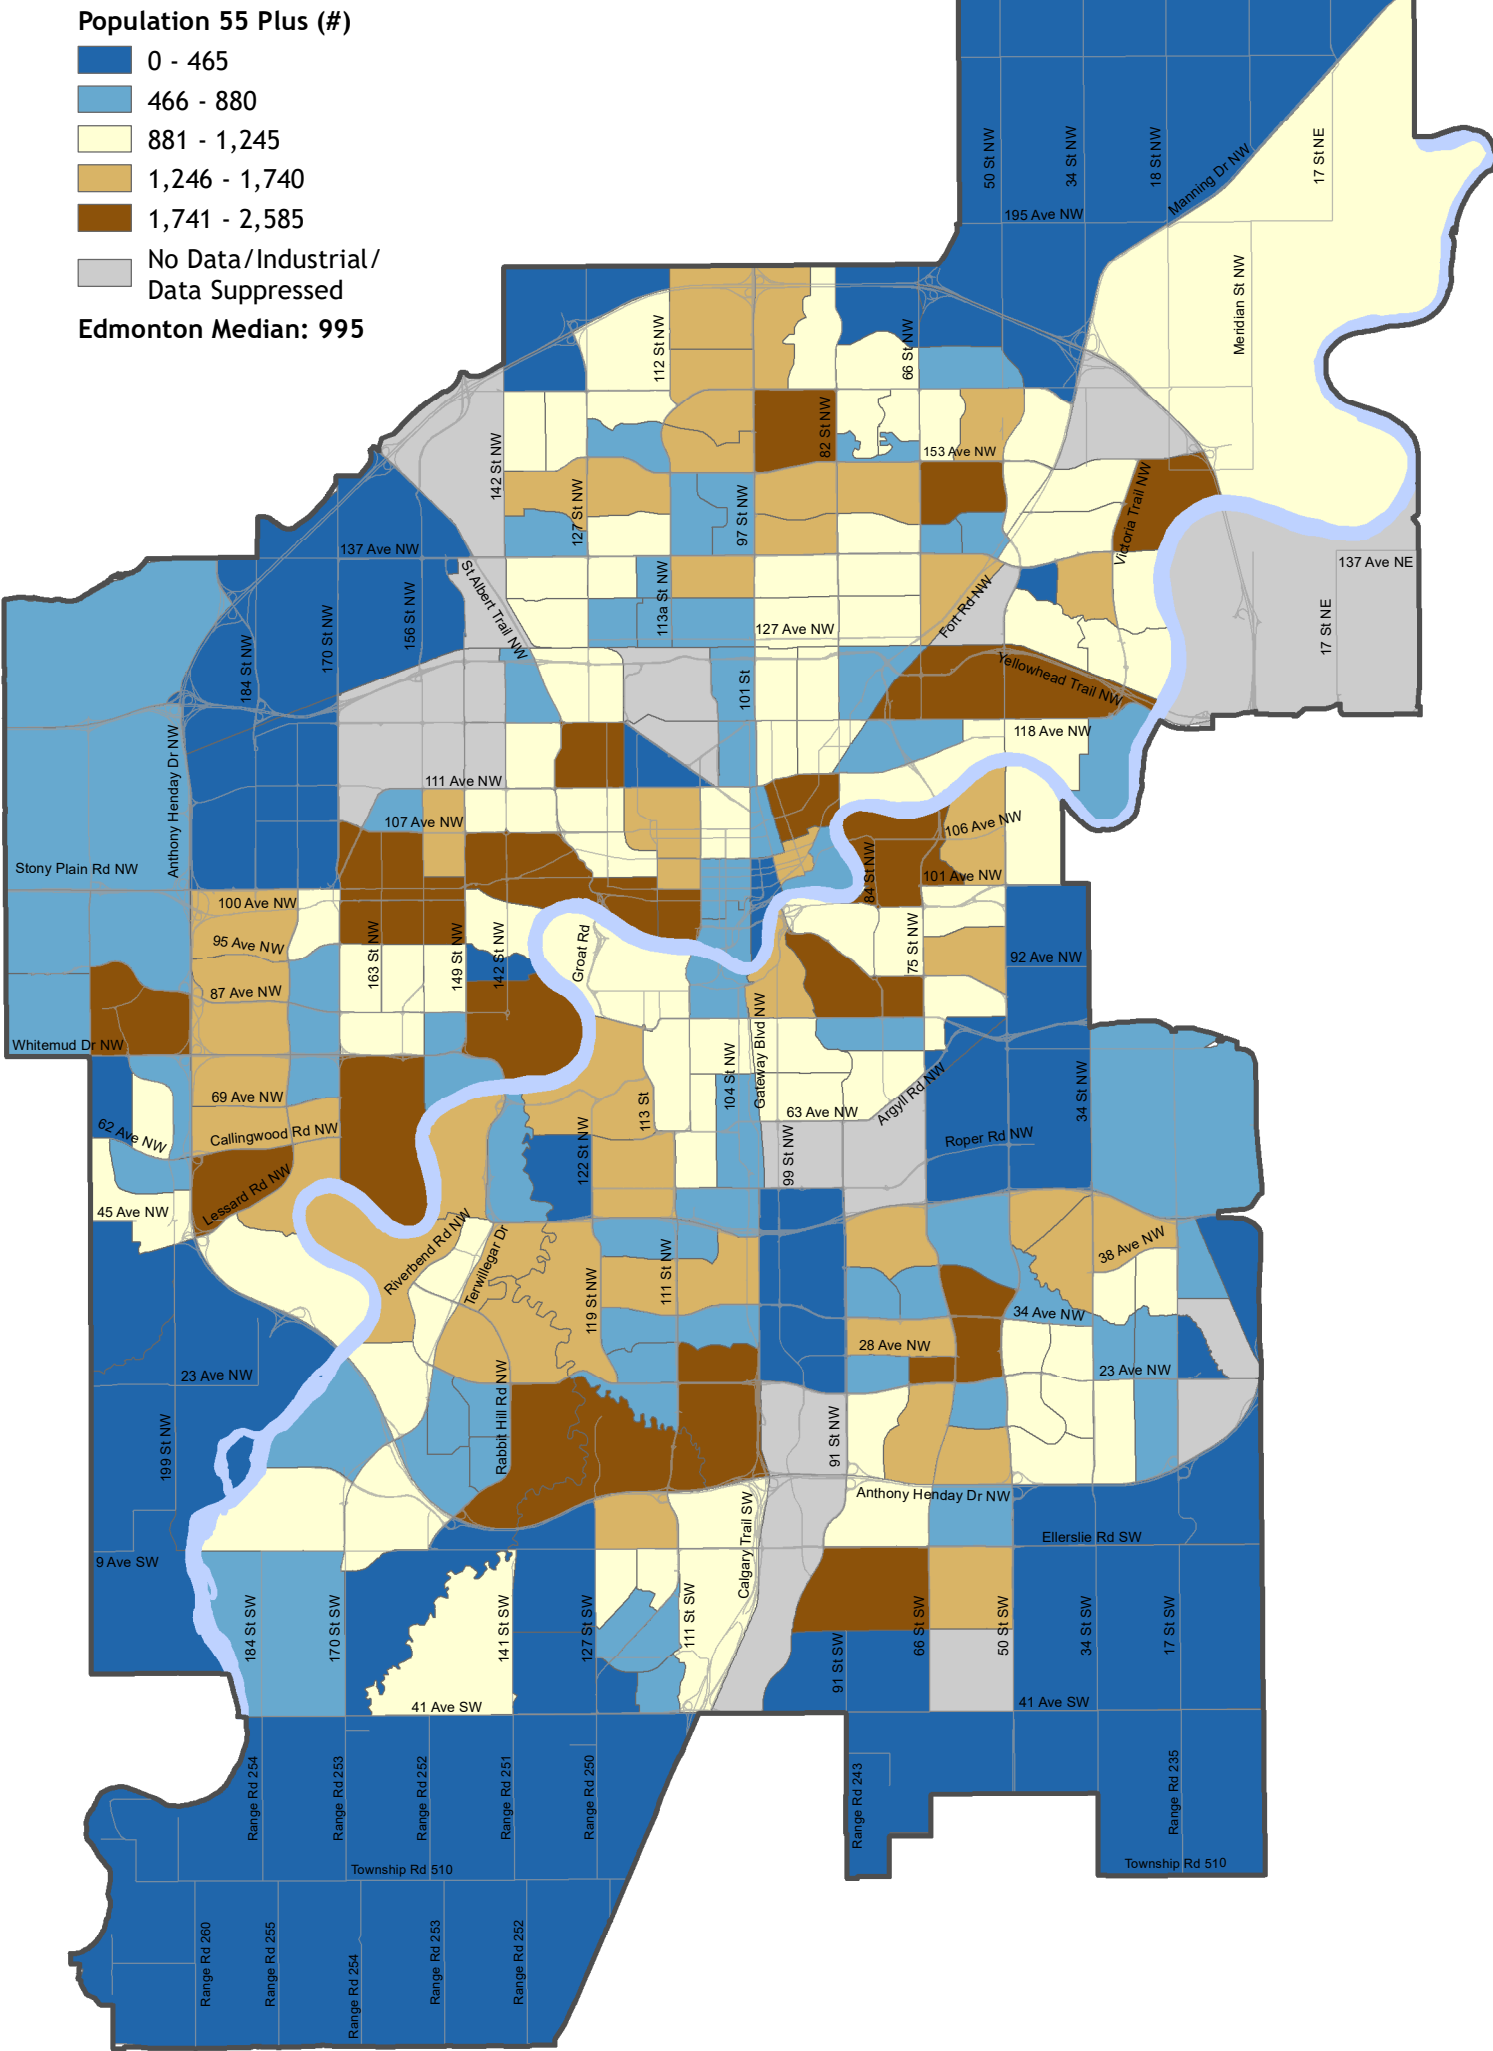 Population 55 Plus (#)
0 - 465
466 - 880
881 - 1,245
1,246 - 1,740
1,741 - 2,585
No Data/Industrial/
Data Suppressed
Edmonton Median: 995
50 St NW
34 St NW
18 St NW
Manning Dr NW
17 St NE
195 Ave NW
Meridian St NW
112 St NW
66 St NW
142 St NW
82 St NW
153 Ave NW
127 St NW
97 St NW
Victoria Trail NW
137 Ave NW
137 Ave NE
St Albert Trail NW
113a St NW
Fort Rd NW
156 St NW
170 St NW
184 St NW
127 Ave NW
17 St NE
Yellowhead Trail NW
101 St
118 Ave NW
Anthony Henday Dr NW
111 Ave NW
107 Ave NW
106 Ave NW
Stony Plain Rd NW
84 St NW
101 Ave NW
100 Ave NW
95 Ave NW
163 St NW
149 St NW
142 St NW
Groat Rd
75 St NW
92 Ave NW
87 Ave NW
Gateway Blvd NW
Whitemud Dr NW
104 St NW
34 St NW
69 Ave NW
113 St
63 Ave NW
Argyll Rd NW
62 Ave NW
Callingwood Rd NW
122 St NW
99 St NW
Roper Rd NW
Lessard Rd NW
45 Ave NW
Riverbend Rd NW
Terwillegar Dr
38 Ave NW
119 St NW
111 St NW
34 Ave NW
28 Ave NW
23 Ave NW
23 Ave NW
Rabbit Hill Rd NW
199 St NW
91 St NW
Anthony Henday Dr NW
Calgary Trail SW
Ellerslie Rd SW
9 Ave SW
184 St SW
170 St SW
141 St SW
127 St SW
111 St SW
91 St SW
66 St SW
50 St SW
34 St SW
17 St SW
41 Ave SW
41 Ave SW
Range Rd 254
Range Rd 253
Range Rd 252
Range Rd 251
Range Rd 250
Range Rd 243
Range Rd 235
Township Rd 510
Township Rd 510
Range Rd 260
Range Rd 255
Range Rd 254
Range Rd 253
Range Rd 252